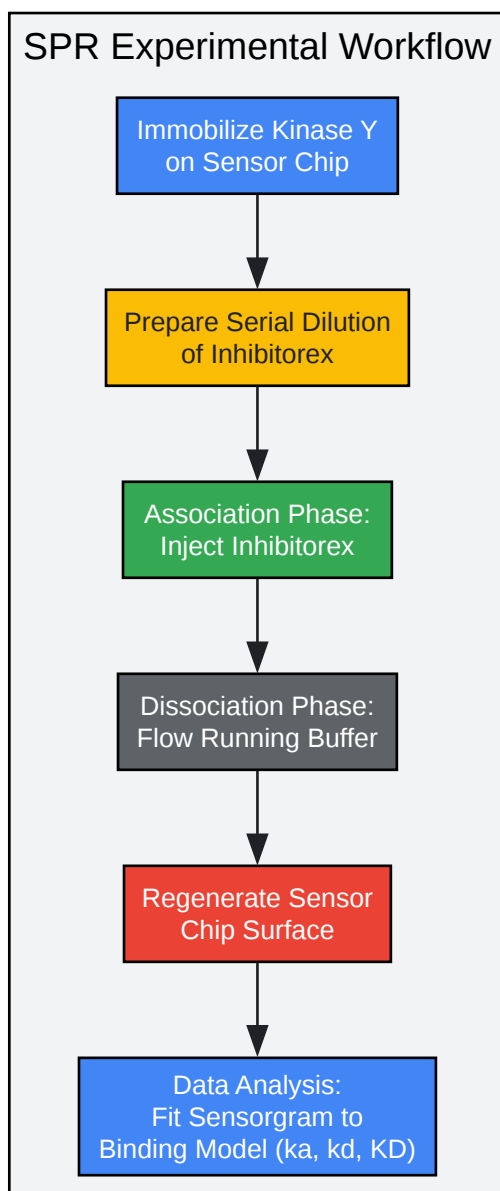 SPR Experimental Workflow
Immobilize Kinase Y
on Sensor Chip
Prepare Serial Dilution
of Inhibitorex
Association Phase:
Inject Inhibitorex
Dissociation Phase:
Flow Running Buffer
Regenerate Sensor
Chip Surface
Data Analysis:
Fit Sensorgram to
Binding Model (ka, kd, KD)